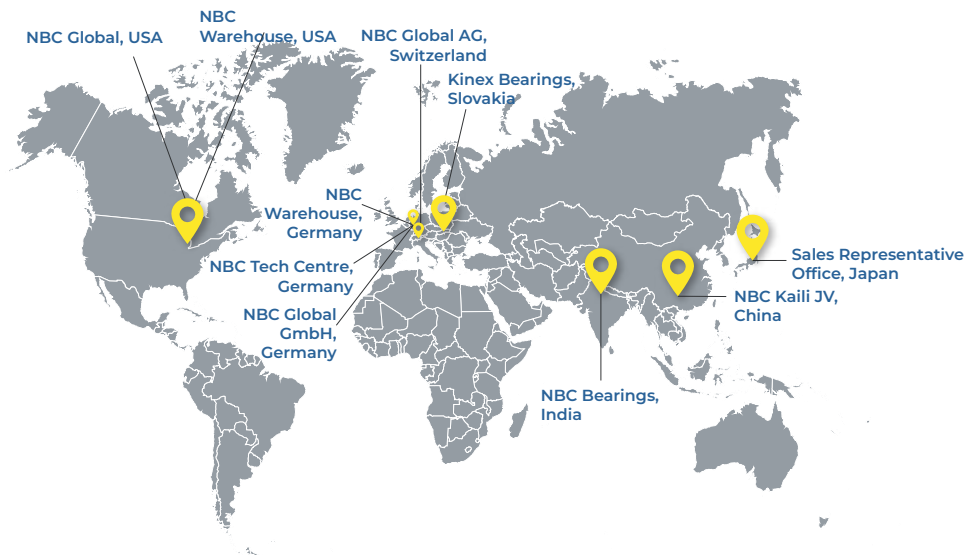 NBC Global, USA
NBC
Warehouse, USA
NBC Global AG,
Switzerland
Kinex Bearings,
Slovakia
NBC
Warehouse,
Germany
NBC Tech Centre,
Germany
NBC Global
GmbH,
Germany
Sales Representative
Office, Japan
NBC Kaili JV,
China
NBC Bearings,
India